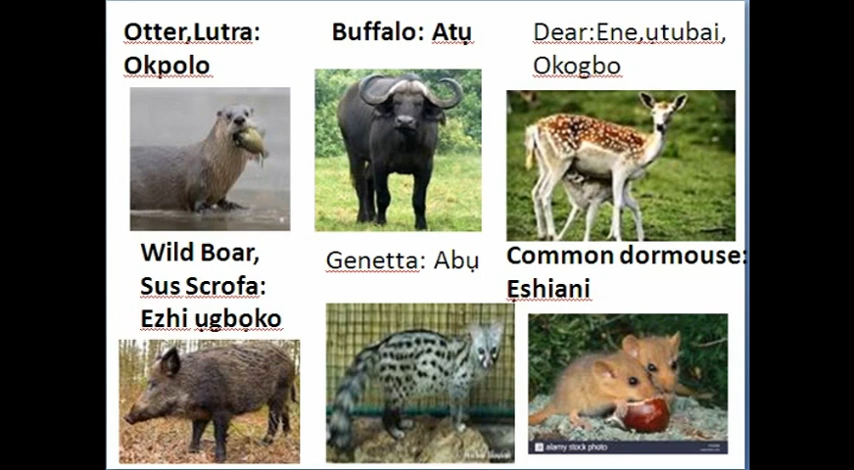 Otter,Lutra:
Okpolo
Buffalo: Atụ
Dear:Ene,ụtubai,
Okogbo
Wild Boar,
Sus Scrofa:
Ezhi ụgbọko
Genetta: Abụ
Common dormouse:
Ẹshiani
alamy stock photo